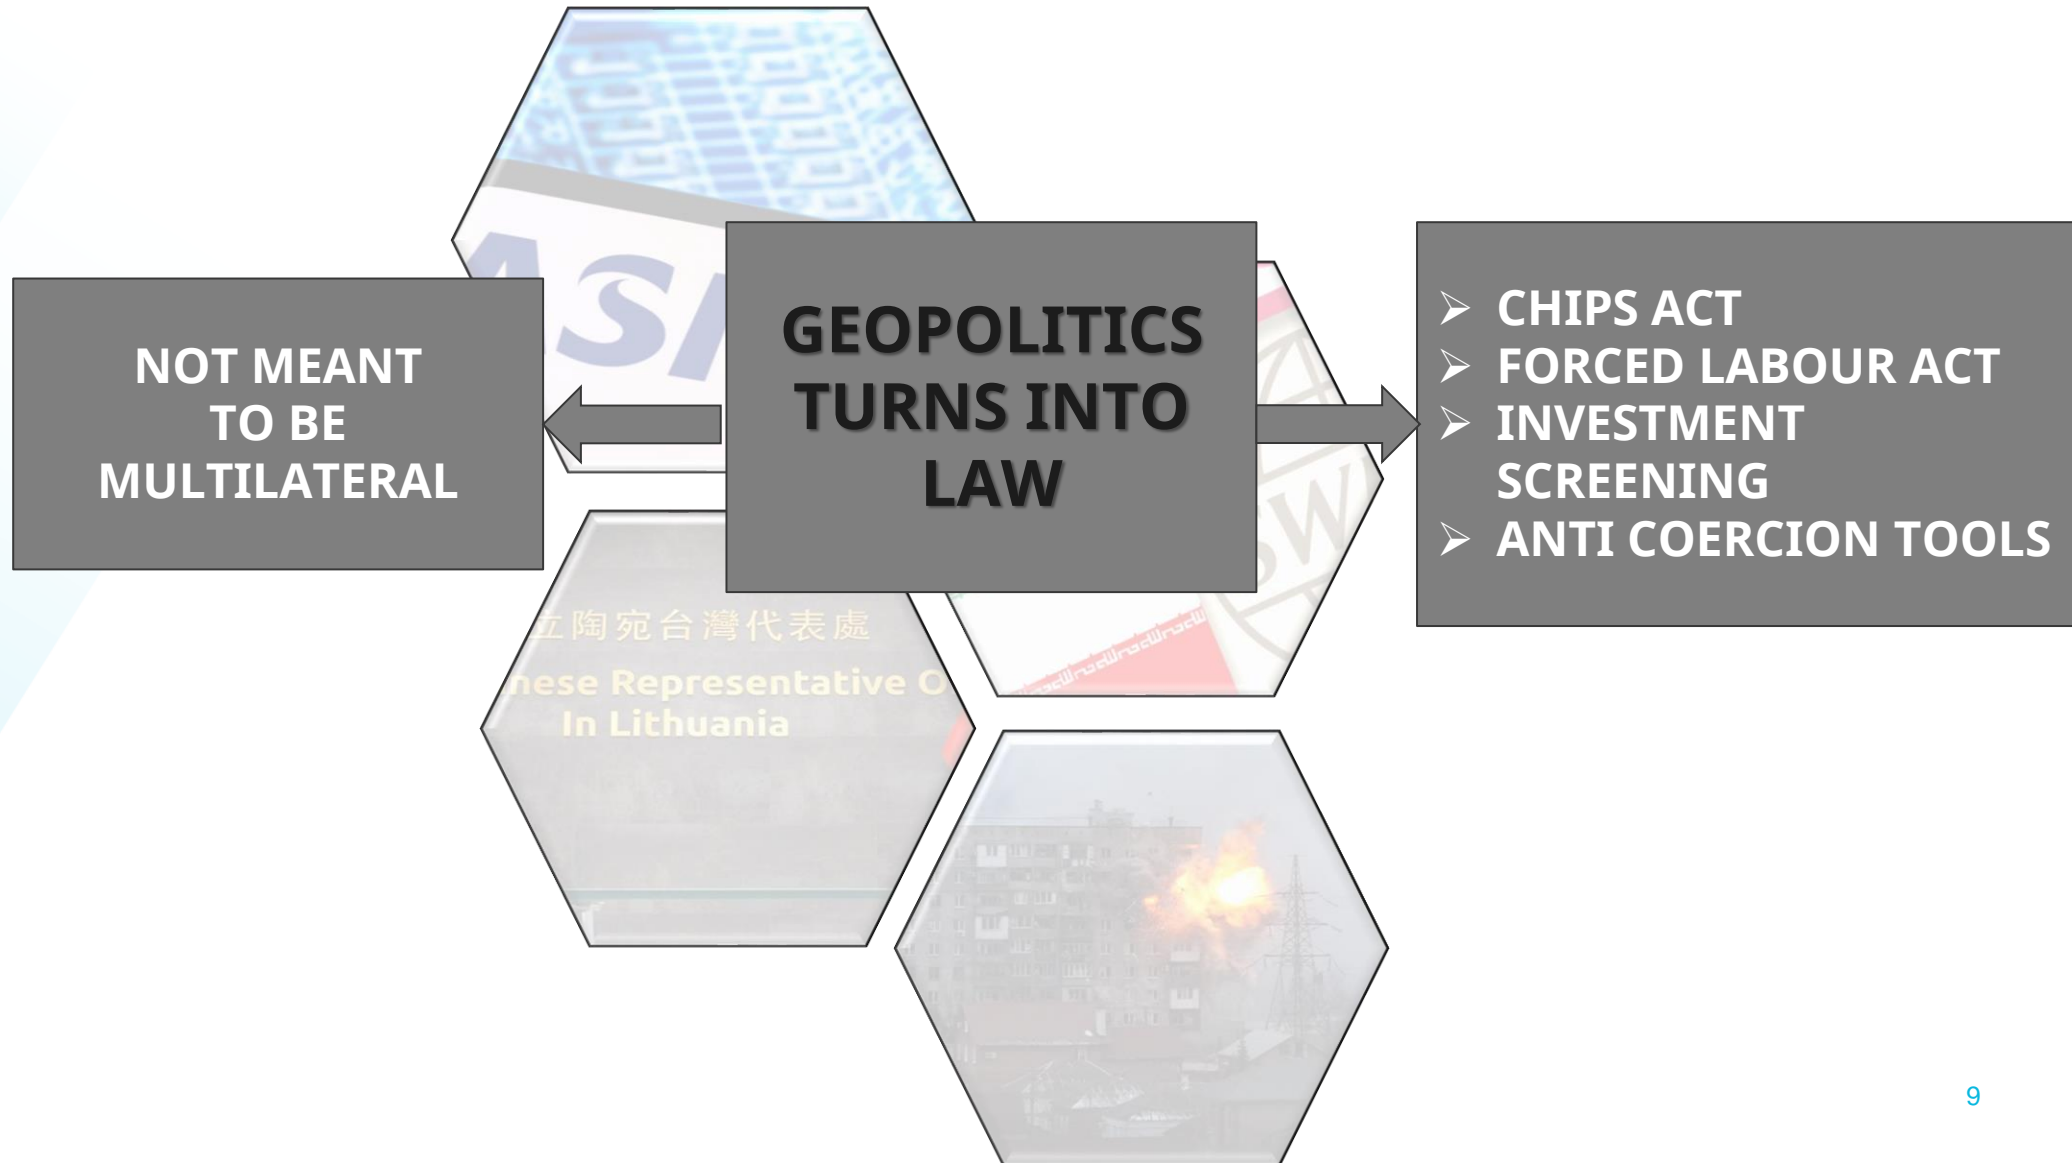 NOT MEANT
TO BE
MULTILATERAL
GEOPOLITICS
TURNS INTO
LAW
➢ CHIPS ACT
➢ FORCED LABOUR ACT
➢ INVESTMENT
SCREENING
➢ ANTI COERCION TOOLS
立陶宛台灣代表處
nese Representative O
In Lithuania
9